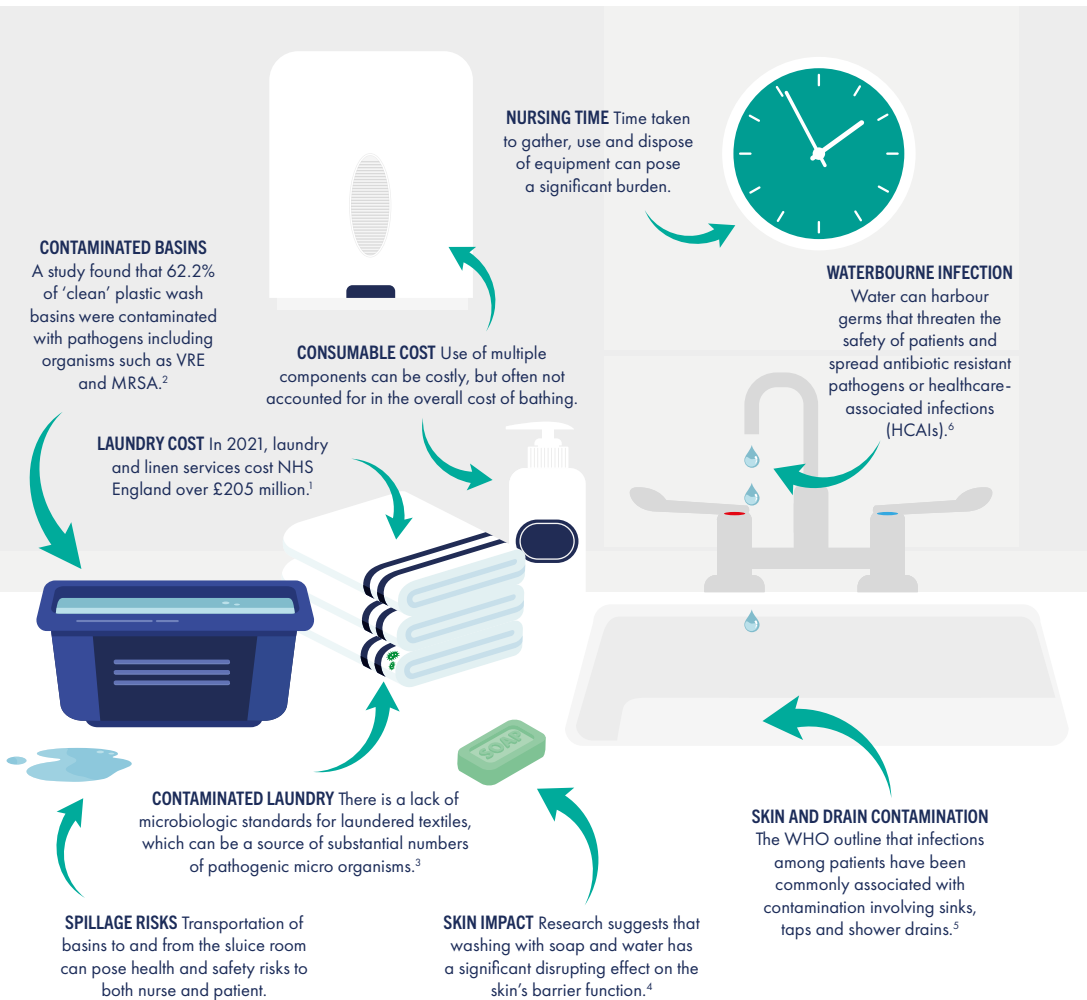 NURSING TIME Time taken
to gather, use and dispose
of equipment can pose
a significant burden.
CONTAMINATED BASINS
A study found that 62.2%
of ‘clean’ plastic wash
basins were contaminated
with pathogens including
organisms such as VRE
and MRSA.²
WATERBOURNE INFECTION
Water can harbour
germs that threaten the
safety of patients and
spread antibiotic resistant
pathogens or healthcare-
associated infections
(HCAIs).⁶
CONSUMABLE COST Use of multiple
components can be costly, but often not
accounted for in the overall cost of bathing.
LAUNDRY COST In 2021, laundry
and linen services cost NHS
England over £205 million.¹
SOAP
CONTAMINATED LAUNDRY There is a lack of
microbiologic standards for laundered textiles,
which can be a source of substantial numbers
of pathogenic micro organisms.³
SKIN AND DRAIN CONTAMINATION
The WHO outline that infections
among patients have been
commonly associated with
contamination involving sinks,
taps and shower drains.⁵
SPILLAGE RISKS Transportation of
basins to and from the sluice room
can pose health and safety risks to
both nurse and patient.
SKIN IMPACT Research suggests that
washing with soap and water has
a significant disrupting effect on the
skin’s barrier function.⁴